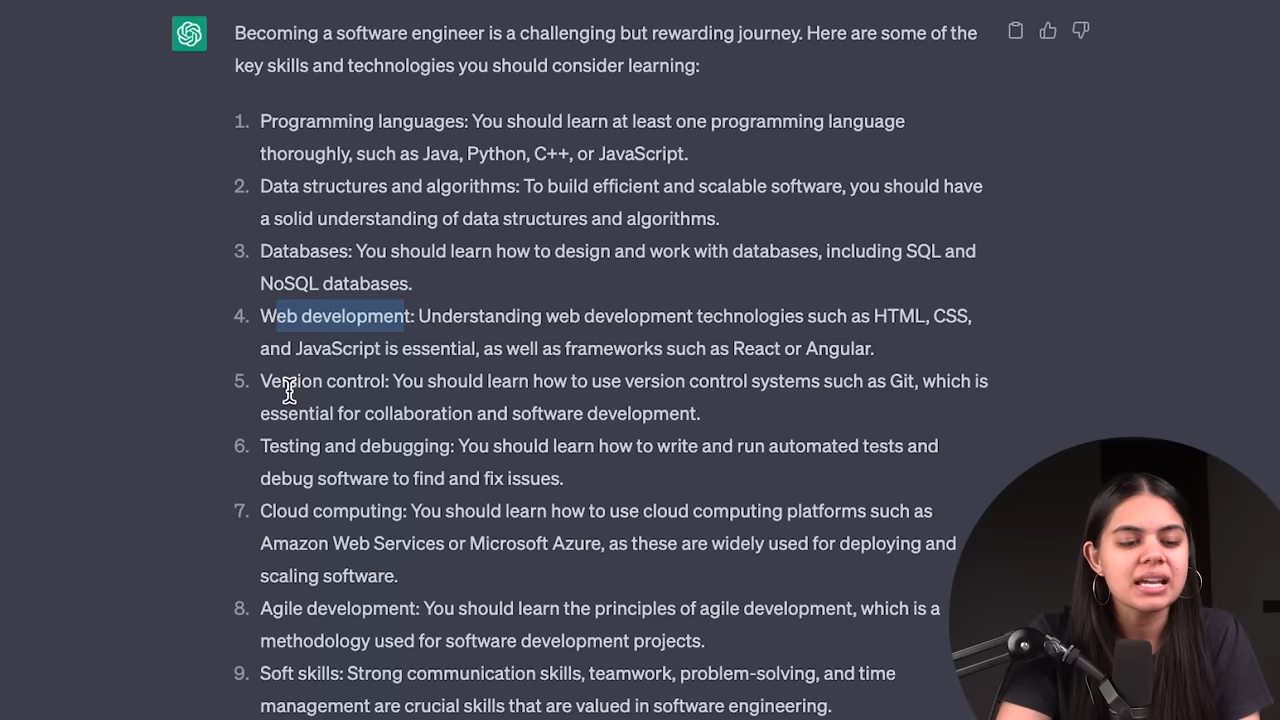 Becoming a software engineer is a challenging but rewarding journey. Here are some of the
key skills and technologies you should consider learning:
1. Programming languages: You should learn at least one programming language
thoroughly, such as Java, Python, C++, or JavaScript.
2. Data structures and algorithms: To build efficient and scalable software, you should have
a solid understanding of data structures and algorithms.
3. Databases: You should learn how to design and work with databases, including SQL and
NoSQL databases.
4. Web development: Understanding web development technologies such as HTML, CSS,
and JavaScript is essential, as well as frameworks such as React or Angular.
5. Version control: You should learn how to use version control systems such as Git, which is
essential for collaboration and software development.
6. Testing and debugging: You should learn how to write and run automated tests and
debug software to find and fix issues.
7. Cloud computing: You should learn how to use cloud computing platforms such as
Amazon Web Services or Microsoft Azure, as these are widely used for deploying and
scaling software.
8. Agile development: You should learn the principles of agile development, which is a
methodology used for software development projects.
9. Soft skills: Strong communication skills, teamwork, problem-solving, and time
management are crucial skills that are valued in software engineering.